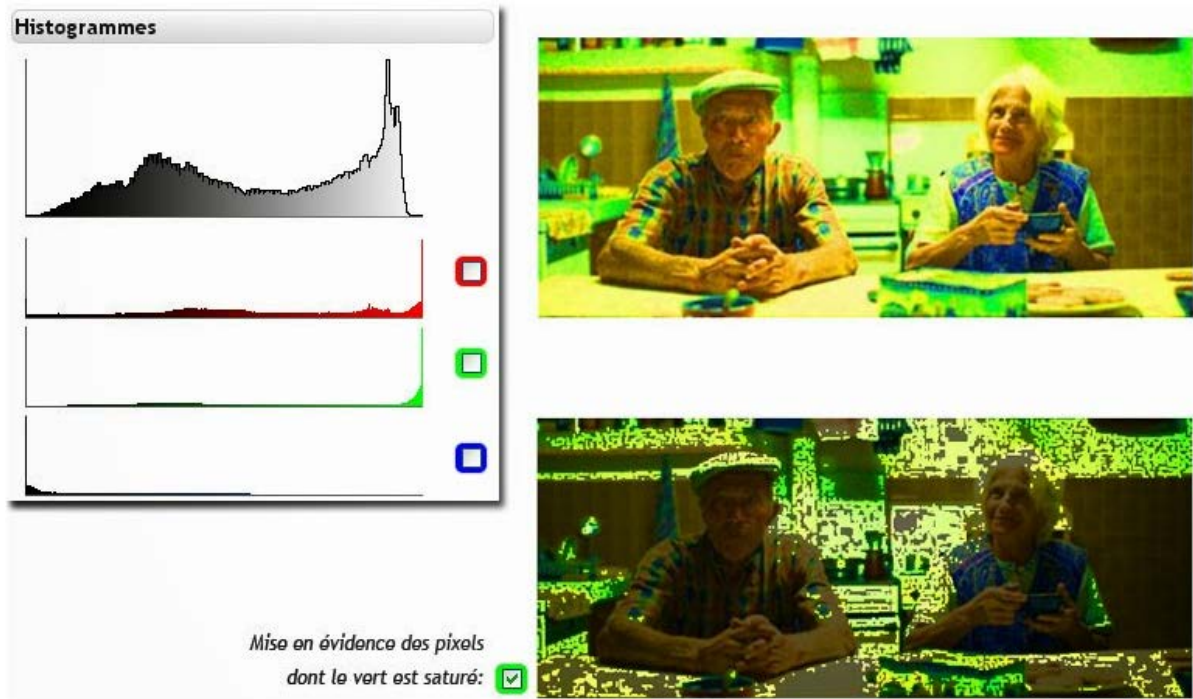 Histogrammes
Mise en évidence des pixels
dont le vert est saturé: